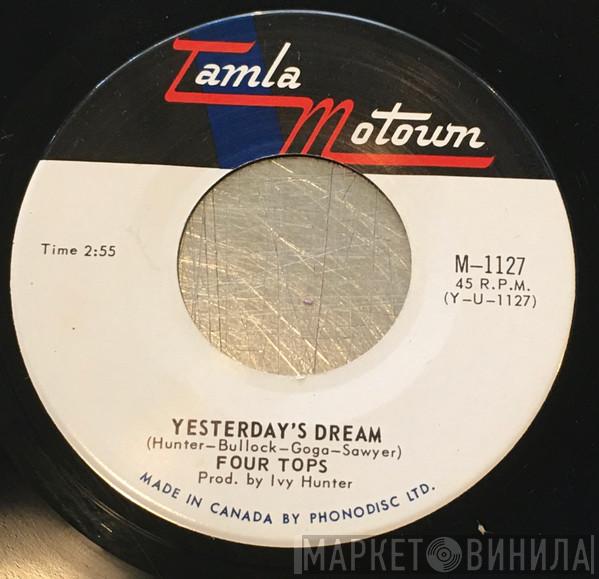 Tamla
Motown
Time 2:55
M-1127
45 R.P.M.
(Y-U-1127)
YESTERDAY'S DREAM
(Hunter-Bullock-Goga-Sawyer)
FOUR TOPS
Prod. by Ivy Hunter
MADE IN CANADA BY PHONODISC LTD.
МАРКЕТ ВИНИЛА